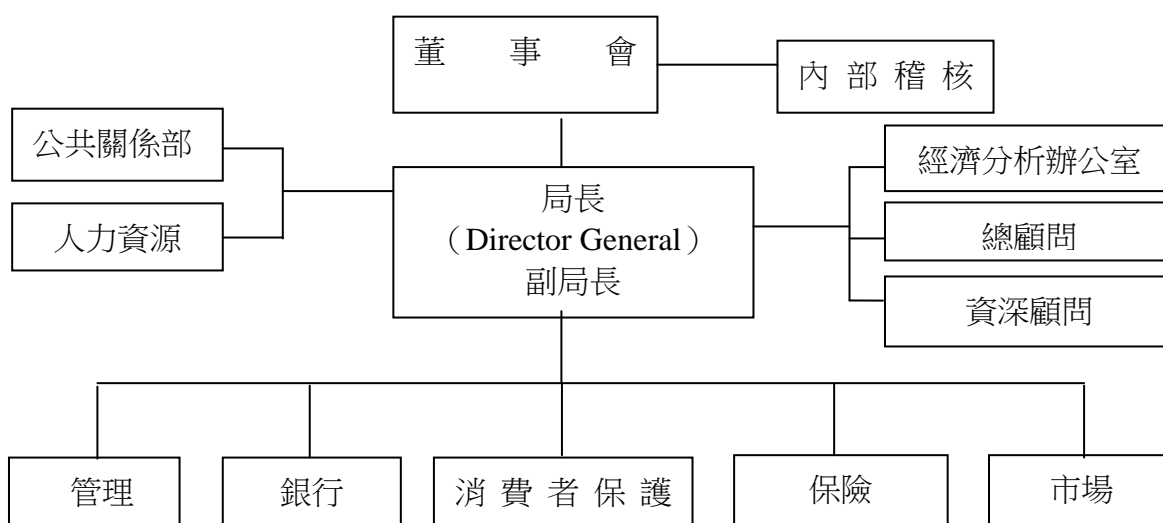 董事會
內部稽核
公共關係部
人力資源
局長
（Director General）
副局長
經濟分析辦公室
總顧問
資深顧問
管理
銀行
消費者保護
保險
市場